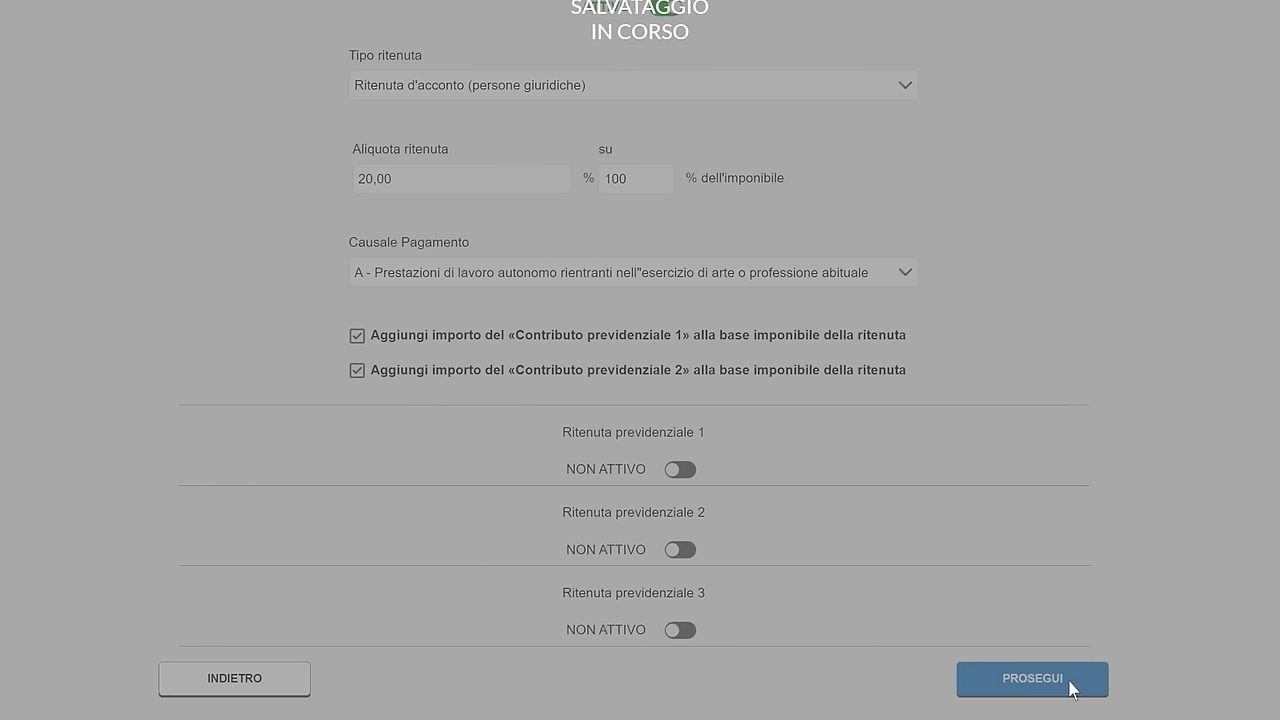 SALVATAGGIO
IN CORSO
Tipo ritenuta
Ritenuta d'acconto (persone giuridiche)
Aliquota ritenuta su
20,00 % 100 % dell'imponibile
Causale Pagamento
A - Prestazioni di lavoro autonomo rientranti nell"esercizio di arte o professione abituale
Aggiungi importo del «Contributo previdenziale 1» alla base imponibile della ritenuta
Aggiungi importo del «Contributo previdenziale 2» alla base imponibile della ritenuta
Ritenuta previdenziale 1
NON ATTIVO
Ritenuta previdenziale 2
NON ATTIVO
Ritenuta previdenziale 3
NON ATTIVO
INDIETRO PROSEGUI